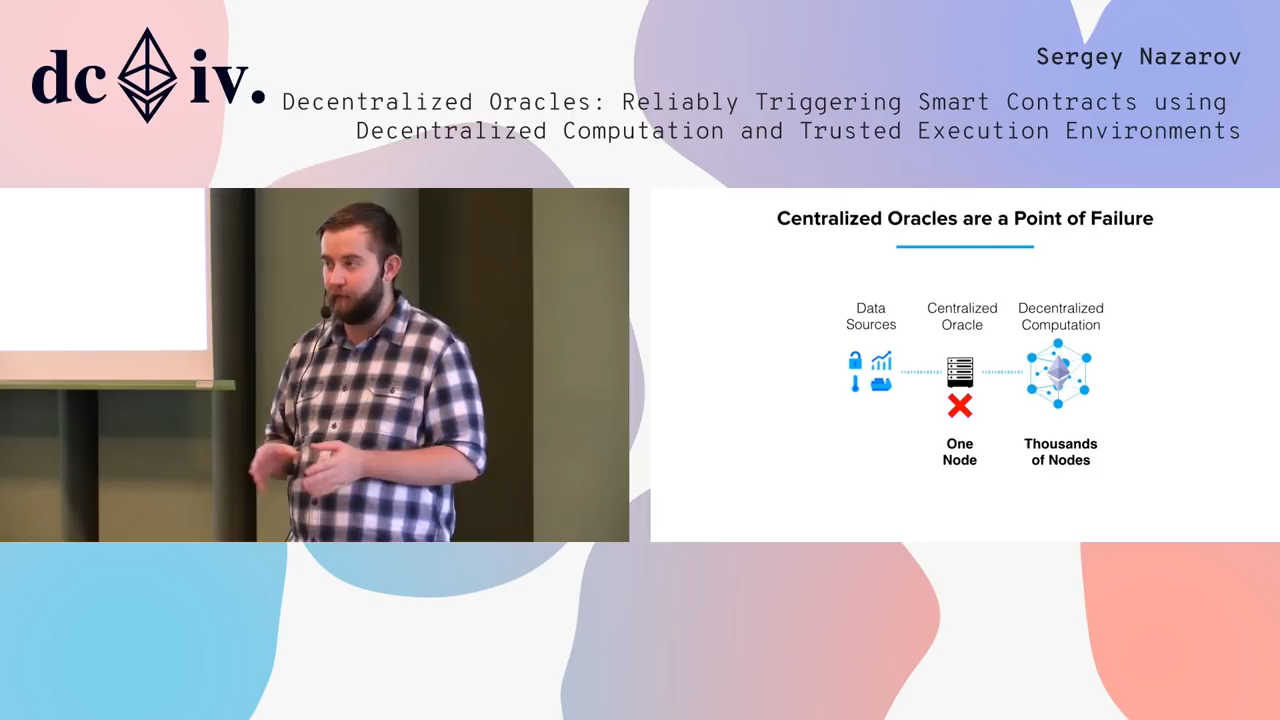 dc iv.
Sergey Nazarov
Decentralized Oracles: Reliably Triggering Smart Contracts using
Decentralized Computation and Trusted Execution Environments
Centralized Oracles are a Point of Failure
Data
Sources
Centralized
Oracle
Decentralized
Computation
One
Node
Thousands
of Nodes